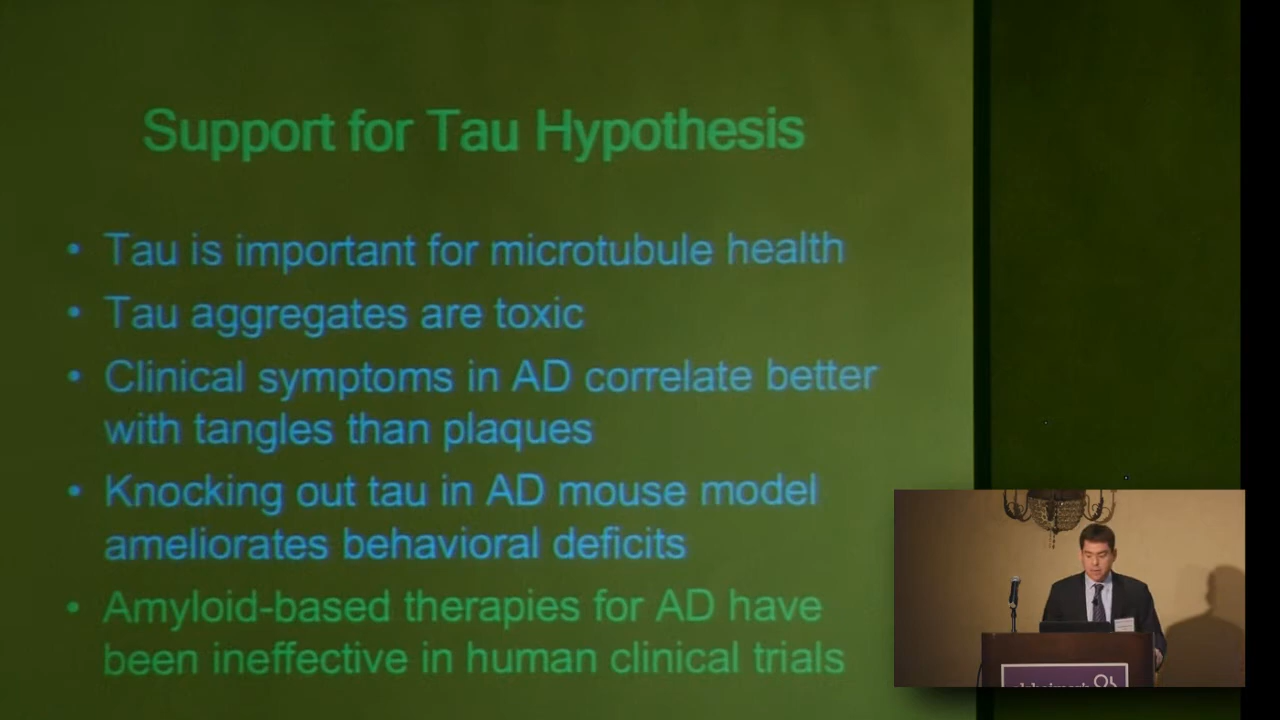 Support for Tau Hypothesis
• Tau is important for microtubule health
• Tau aggregates are toxic
• Clinical symptoms in AD correlate better
with tangles than plaques
• Knocking out tau in AD mouse model
ameliorates behavioral deficits
• Amyloid-based therapies for AD have
been ineffective in human clinical trials